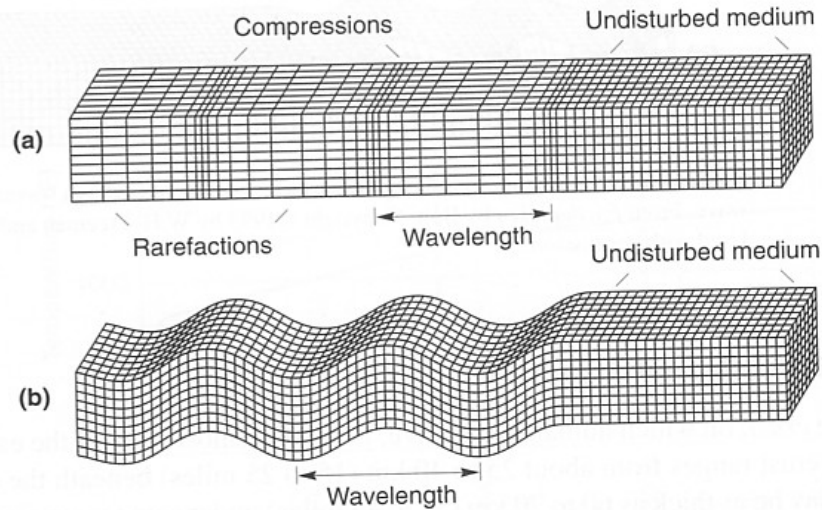 Compressions
Undisturbed medium
(a)
Rarefactions
Wavelength
Undisturbed medium
(b)
Wavelength